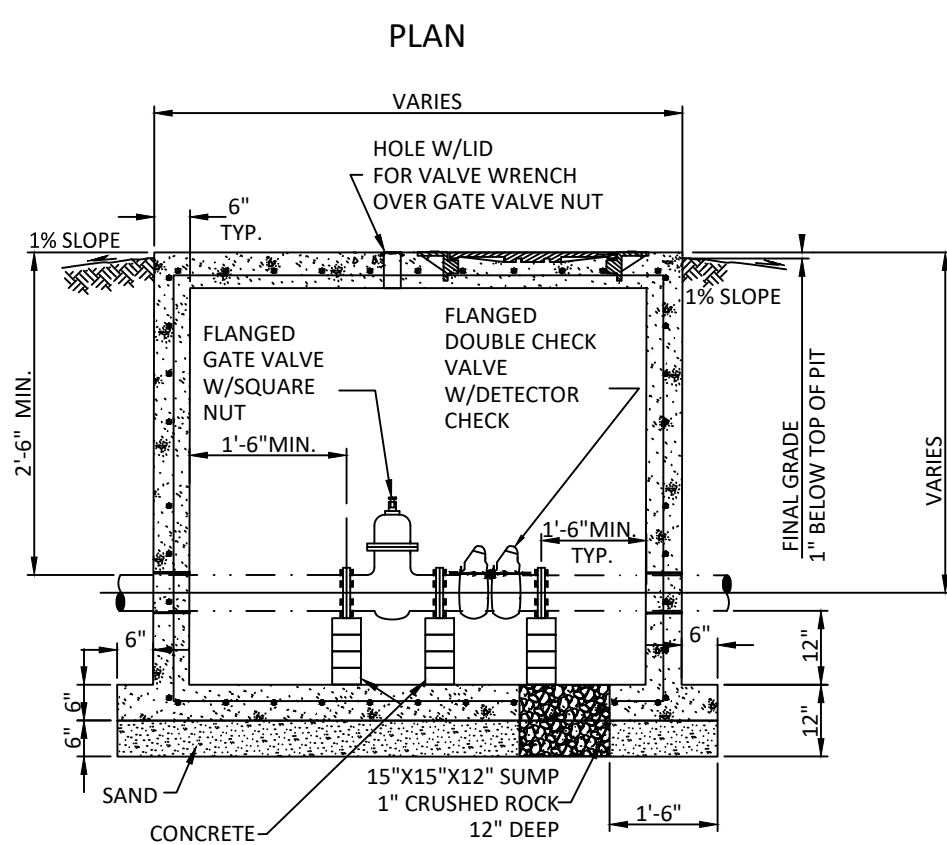 PLAN
VARIES
HOLE W/LID
FOR VALVE WRENCH
OVER GATE VALVE NUT
6"
TYP.
1% SLOPE
1% SLOPE
FLANGED
GATE VALVE
W/SQUARE
NUT
FLANGED
DOUBLE CHECK
VALVE
W/DETECTOR
CHECK
2'-6" MIN.
1'-6"MIN.
1'-6"MIN.
TYP.
FINAL GRADE
1" BELOW TOP OF PIT
VARIES
6"
6"
12"
6"
6"
12"
SAND
CONCRETE
15"X15"X12" SUMP
1" CRUSHED ROCK
12" DEEP
1'-6"